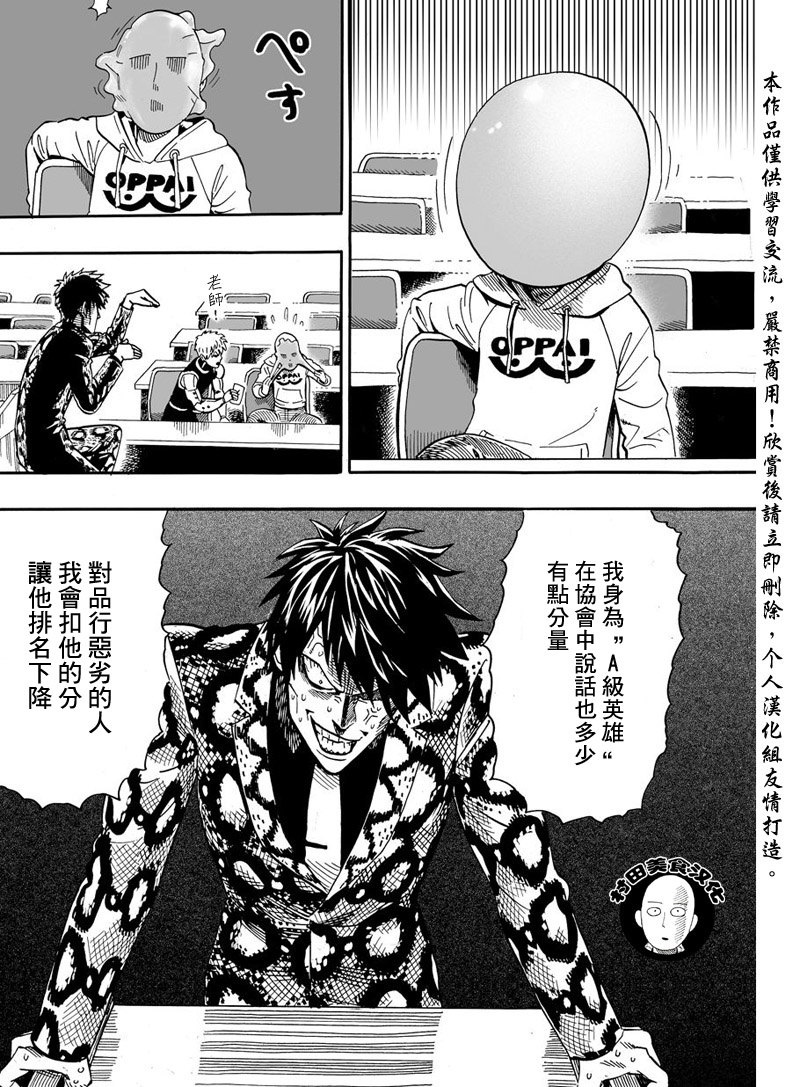 OPPAI
ぺす
OPPAI
老師！
OPPAI
我身為”A級英雄“
在協會中說話也多少
有點分量
對品行惡劣的人
我會扣他的分
讓他排名下降
村田美食汉化
本作品僅供學習交流，嚴禁商用！欣賞後請立即刪除，个人漢化組友情打造。